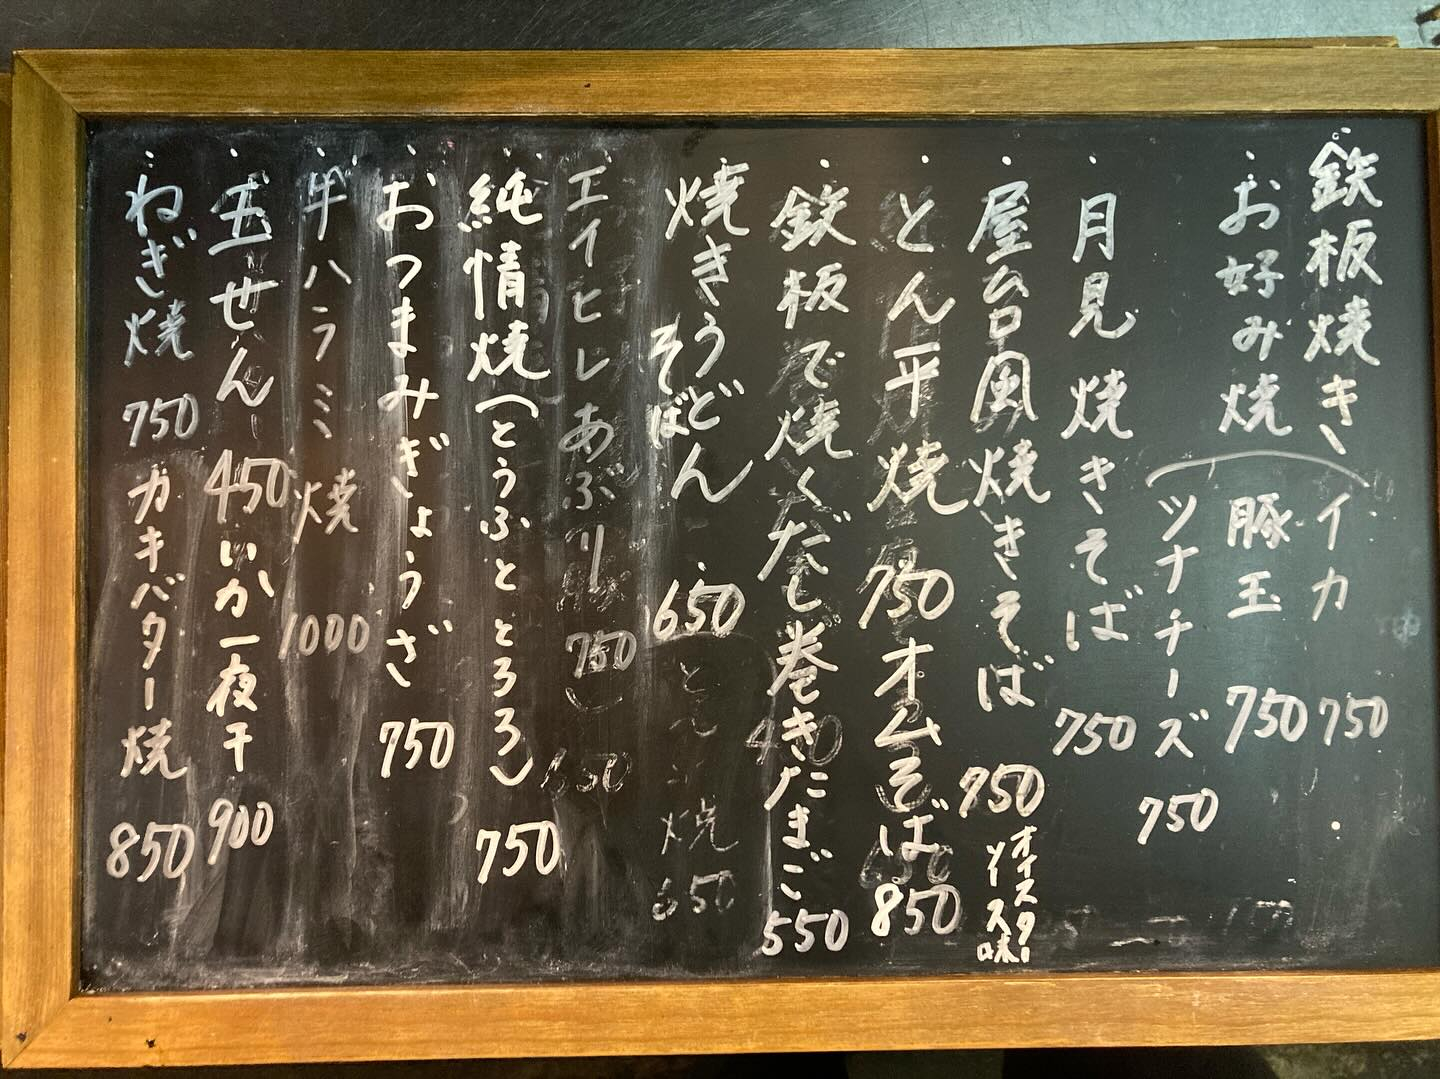 鉄板焼き イカ 750
お好み焼 豚玉 750
ツナチーズ 750
月見焼きそば 750
屋台風焼きそば 750
オイスター
ソース味
とん平焼 750 オムそば 850
鉄板で焼くだし巻きたまご 550
焼きうどん
そば 650
エイヒレあぶり 750
純情焼(とうふととろろ) 750
おつまみぎょうざ 750
牛ハラミ焼 1000
玉せん 450 いか一夜干 900
ねぎ焼 750 カキバター焼 850